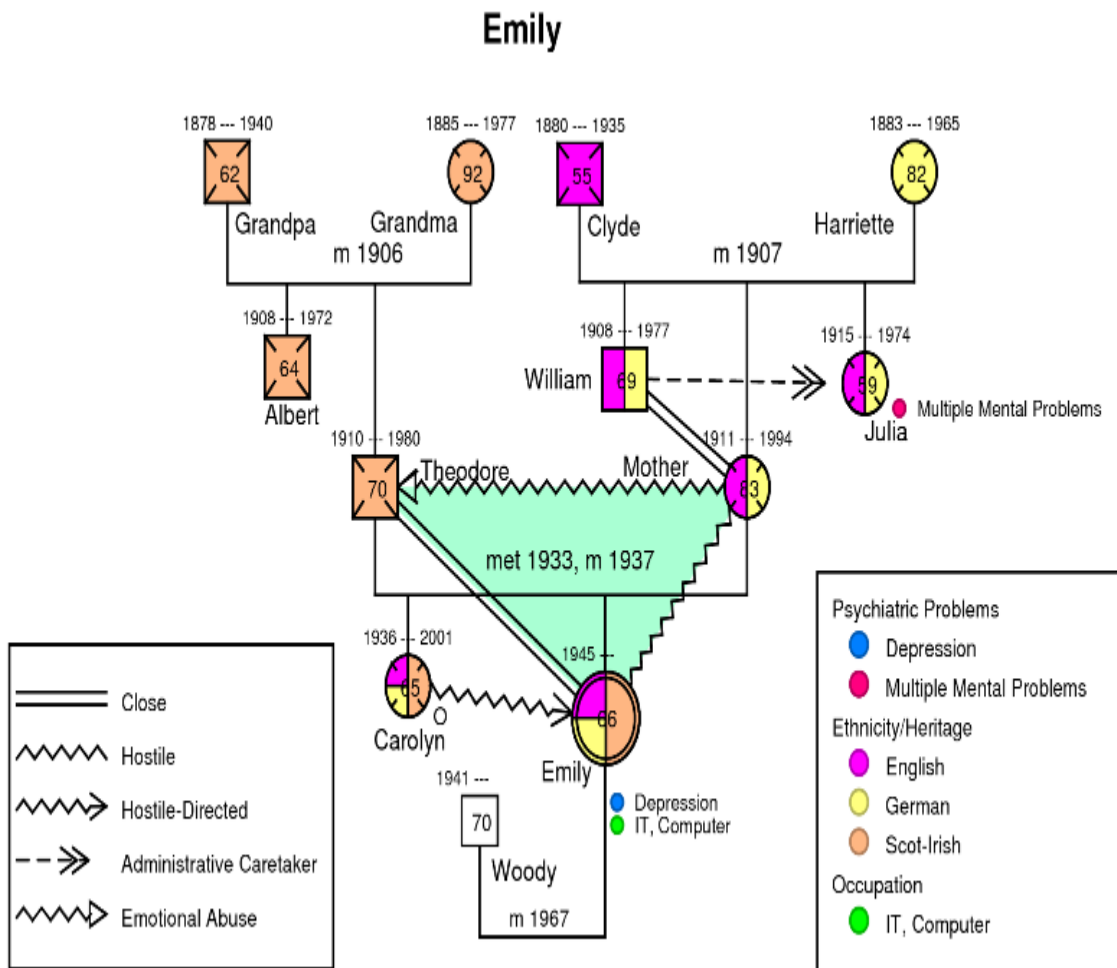 Emily
1878 --- 1940
1885 --- 1977
1880 --- 1935
1883 --- 1965
62
92
55
82
Grandpa
Grandma
Clyde
Harriette
m 1906
m 1907
1908 --- 1972
1908 --- 1977
1915 --- 1974
64
William
69
59
Albert
Multiple Mental Problems
Julia
1910 --- 1980
1911 --- 1994
Theodore
Mother
70
83
met 1933, m 1937
1936 --- 2001
1945 ---
65
66
Carolyn
Emily
1941 ---
70
Depression
IT, Computer
Woody
m 1967
Close
Hostile
Hostile-Directed
Administrative Caretaker
Emotional Abuse
Psychiatric Problems
Depression
Multiple Mental Problems
Ethnicity/Heritage
English
German
Scot-Irish
Occupation
IT, Computer